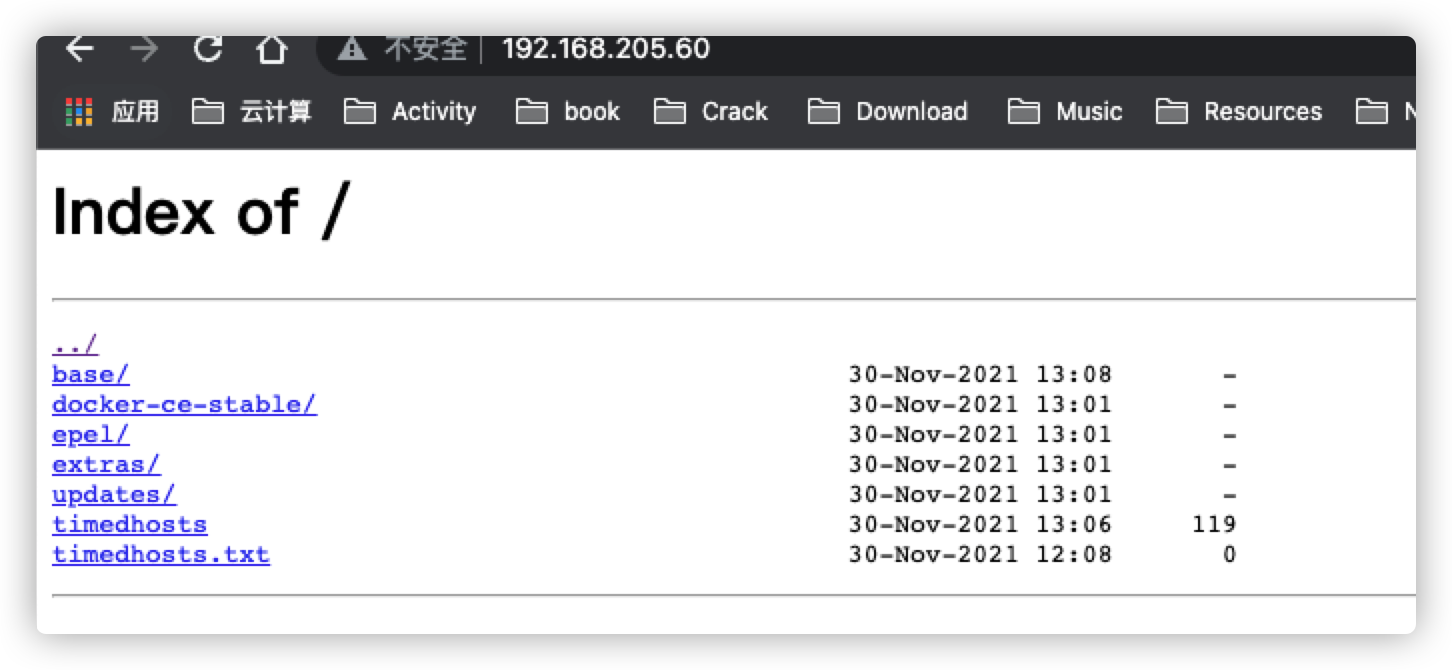 不安全 192.168.205.60
应用 云计算 Activity book Crack Download Music Resources
Index of /
../
base/ 30-Nov-2021 13:08 -
docker-ce-stable/ 30-Nov-2021 13:01 -
epel/ 30-Nov-2021 13:01 -
extras/ 30-Nov-2021 13:01 -
updates/ 30-Nov-2021 13:01 -
timedhosts 30-Nov-2021 13:06 119
timedhosts.txt 30-Nov-2021 12:08 0